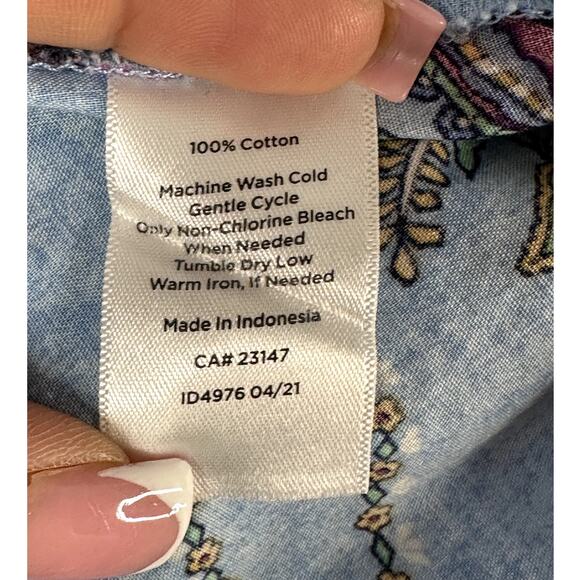 100% Cotton
Machine Wash Cold
Gentle Cycle
Only Non-Chlorine Bleach
When Needed
Tumble Dry Low
Warm Iron, If Needed
Made In Indonesia
CA# 23147
ID4976 04/21